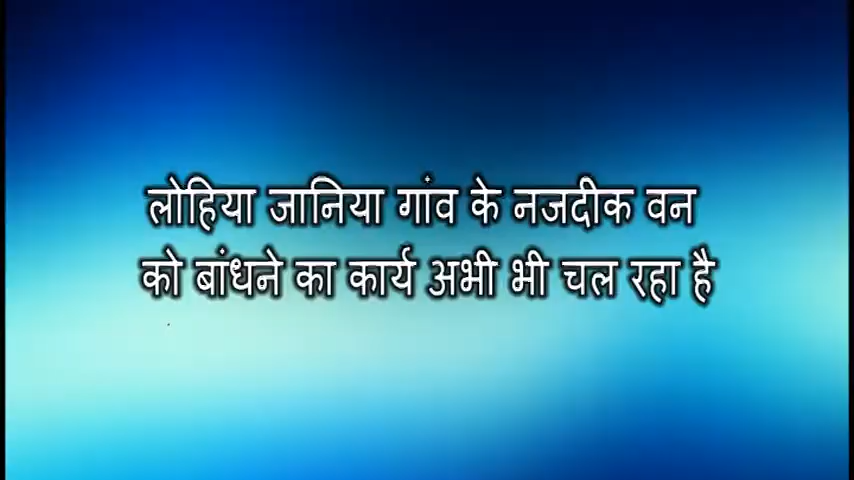 लोहिया जानिया गांव के नजदीक वन
को बांधने का कार्य अभी भी चल रहा है